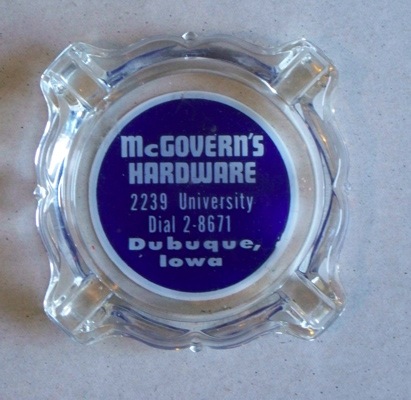 McGOVERN'S
HARDWARE
2239 University
Dial 2-8671
Dubuque,
Iowa